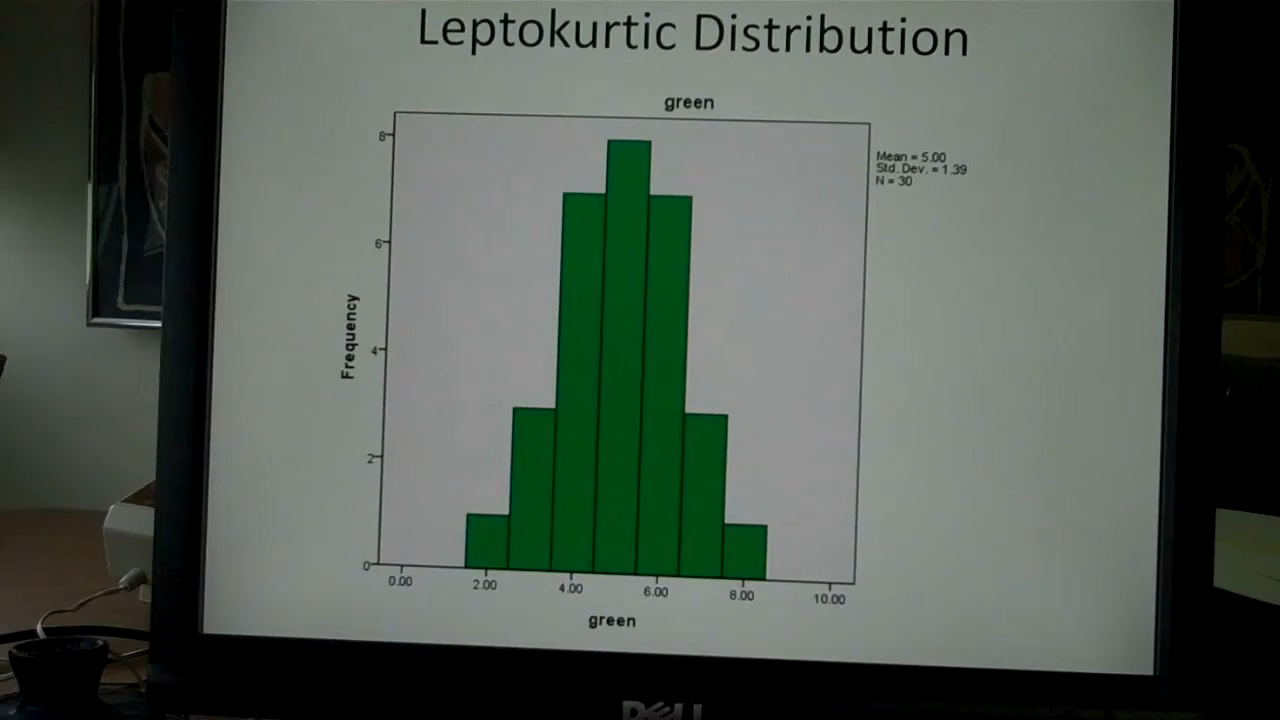 Leptokurtic Distribution
green
Mean = 5.00
Std. Dev. = 1.39
N = 30
8
6
4
2
0
Frequency
0.00 2.00 4.00 6.00 8.00 10.00
green
DELL